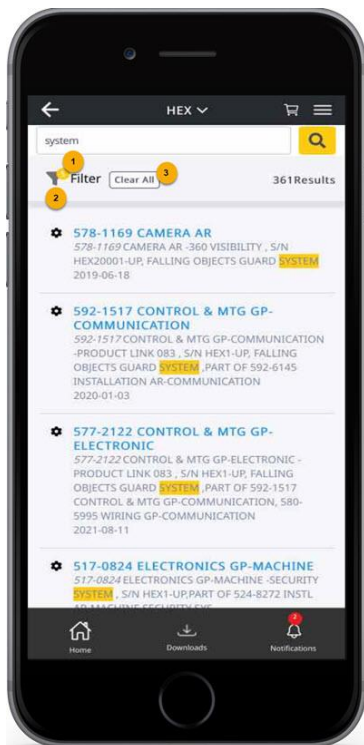 HEX
system
1
Filter
2
Clear All
3
361Results
578-1169 CAMERA AR
578-1169 CAMERA AR -360 VISIBILITY , S/N
HEX20001-UP, FALLING OBJECTS GUARD SYSTEM
2019-06-18
592-1517 CONTROL & MTG GP-
COMMUNICATION
592-1517 CONTROL & MTG GP-COMMUNICATION
-PRODUCT LINK 083 , S/N HEX1-UP, FALLING
OBJECTS GUARD SYSTEM ,PART OF 592-6145
INSTALLATION AR-COMMUNICATION
2020-01-03
577-2122 CONTROL & MTG GP-
ELECTRONIC
577-2122 CONTROL & MTG GP-ELECTRONIC -
PRODUCT LINK 083 , S/N HEX1-UP, FALLING
OBJECTS GUARD SYSTEM ,PART OF 592-1517
CONTROL & MTG GP-COMMUNICATION, 580-
5995 WIRING GP-COMMUNICATION
2021-08-11
517-0824 ELECTRONICS GP-MACHINE
517-0824 ELECTRONICS GP-MACHINE -SECURITY
SYSTEM , S/N HEX1-UP,PART OF 524-8272 INSTL
AR-MACHINE SECURITY SYS
Home
Downloads
Notifications